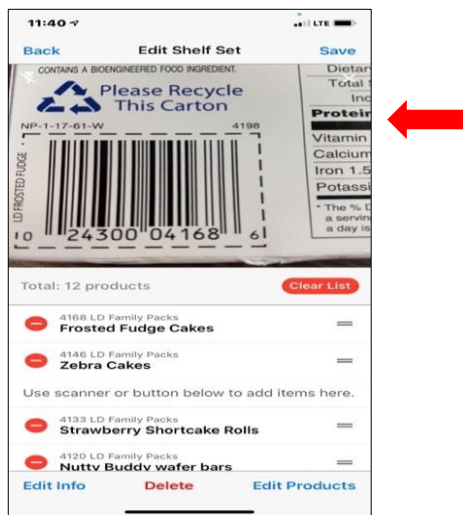 11:40
LTE
Back Edit Shelf Set Save
CONTAINS A BIOENGINEERED FOOD INGREDIENT.
Please Recycle
This Carton
NP-1-17-61-W 4198
LD FROSTED FUDGE
0 24300 04168 6
Dietar
Total
Inc
Protein
Vitamin
Calcium
Iron 1.5
Potassi
* The %
a servin
a day is
Total: 12 products Clear List
4168 LD Family Packs
Frosted Fudge Cakes
4146 LD Family Packs
Zebra Cakes
Use scanner or button below to add items here.
4133 LD Family Packs
Strawberry Shortcake Rolls
4120 LD Family Packs
Nutty Buddy wafer bars
Edit Info Delete Edit Products